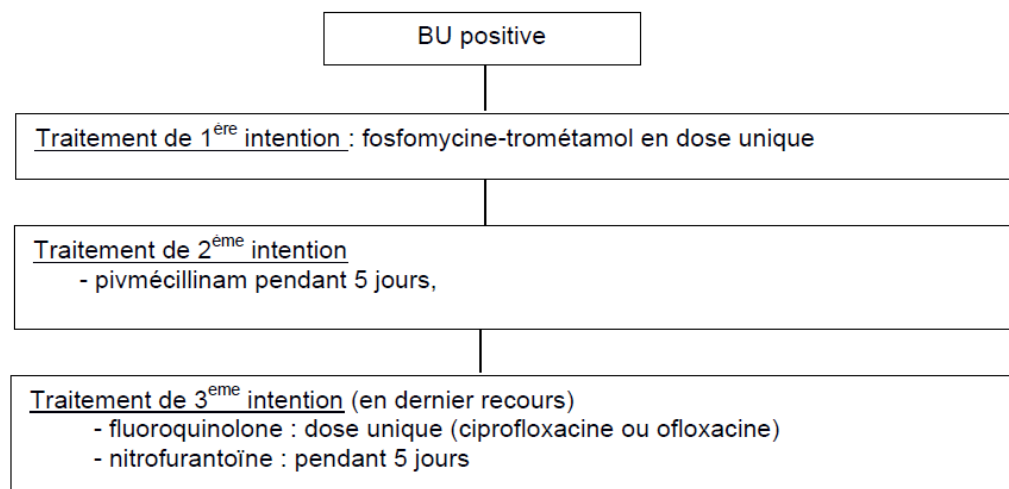 BU positive
Traitement de 1ère intention : fosfomycine-trométamol en dose unique
Traitement de 2ème intention
- pivmécillinam pendant 5 jours,
Traitement de 3eme intention (en dernier recours)
- fluoroquinolone : dose unique (ciprofloxacine ou ofloxacine)
- nitrofurantoïne : pendant 5 jours